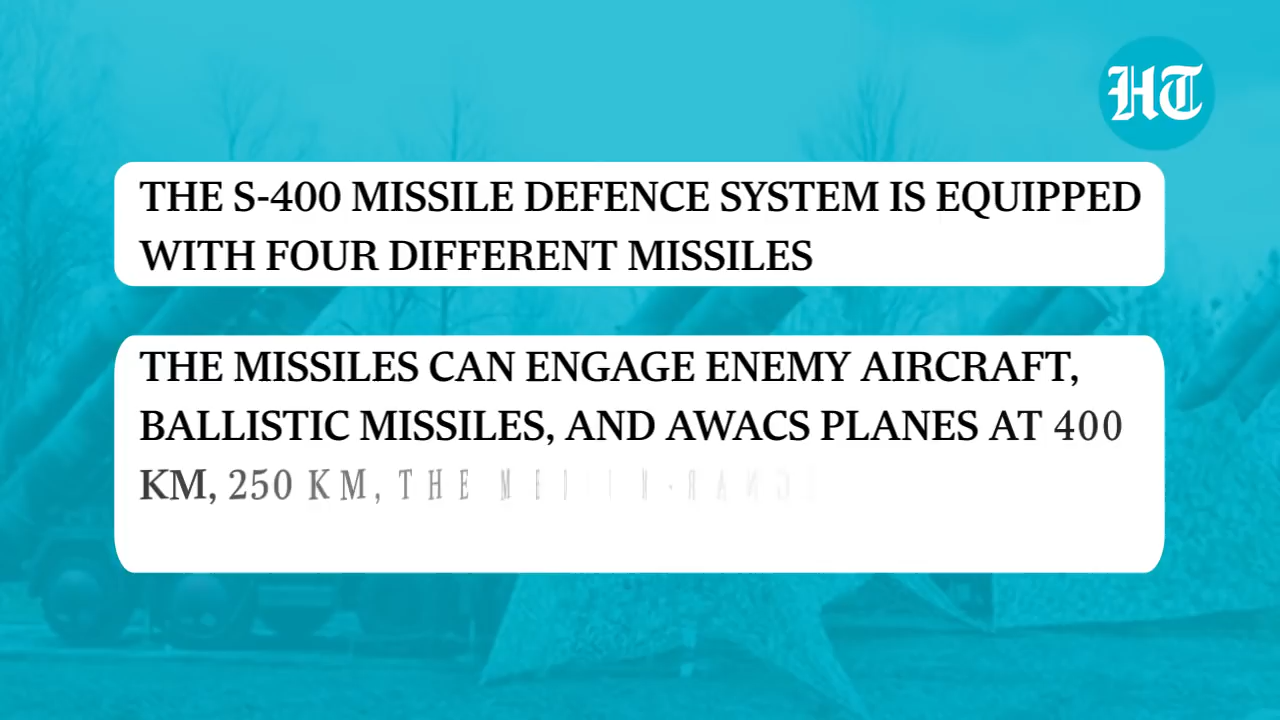 HT
THE S-400 MISSILE DEFENCE SYSTEM IS EQUIPPED
WITH FOUR DIFFERENT MISSILES
THE MISSILES CAN ENGAGE ENEMY AIRCRAFT,
BALLISTIC MISSILES, AND AWACS PLANES AT 400
KM, 250 KM, THE